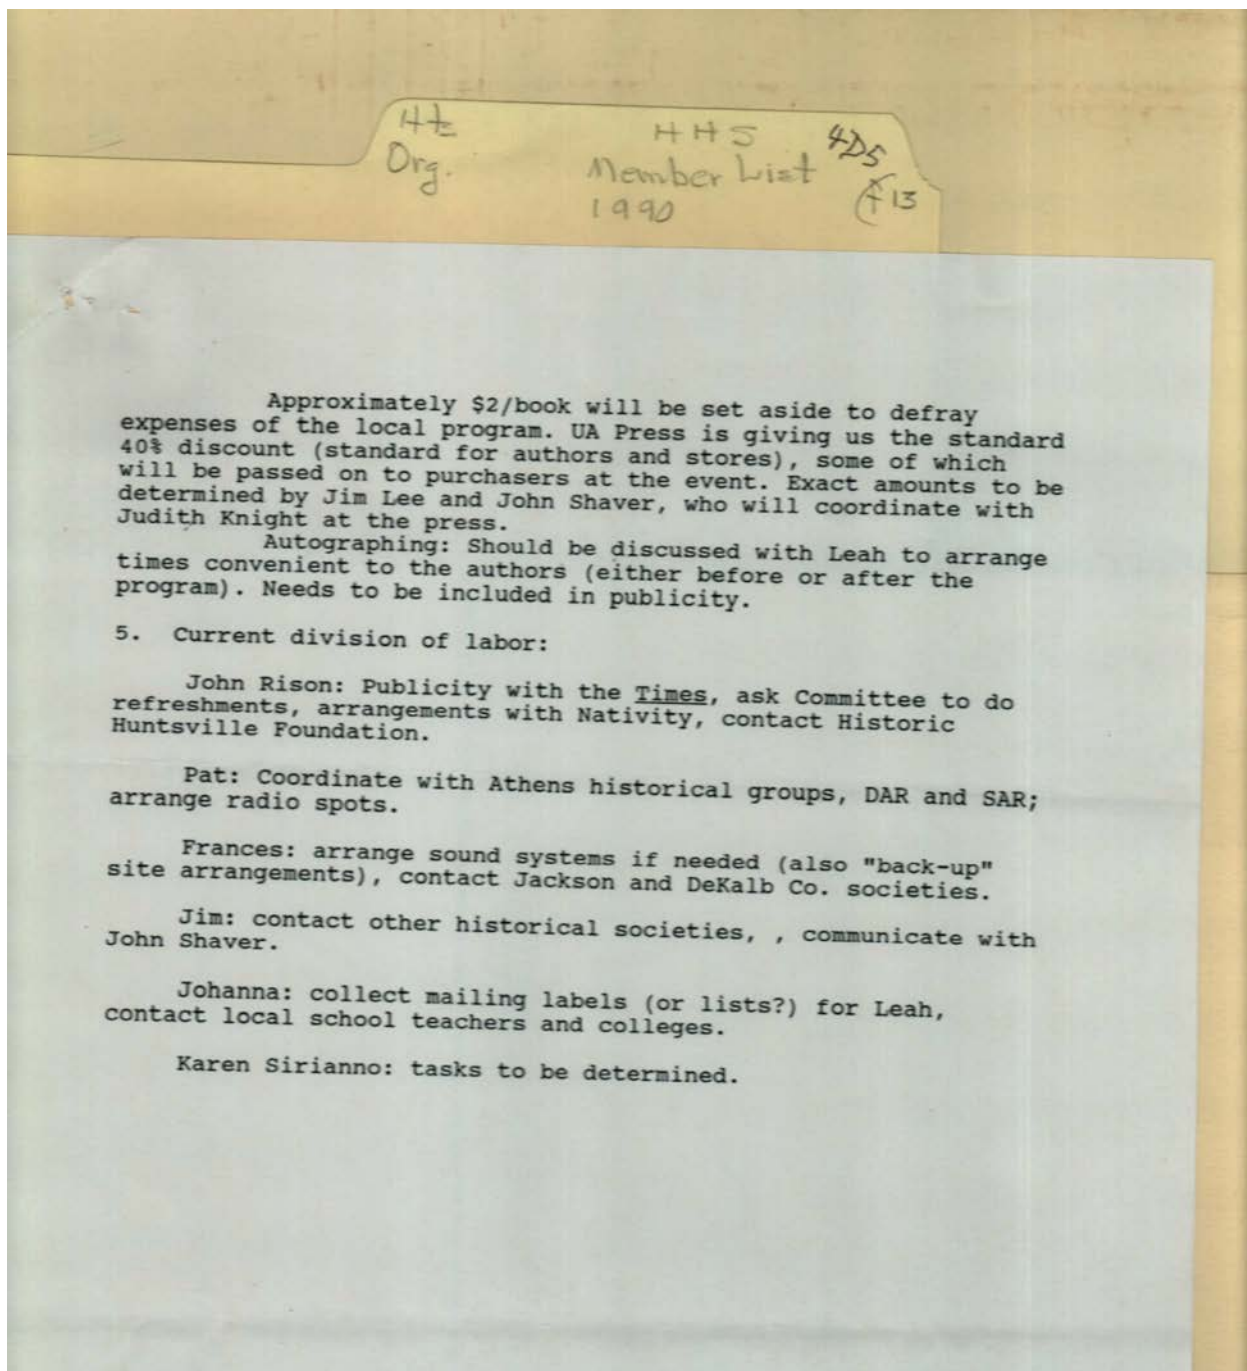 Hs
Org.
HHS
Member List
1990
4D5
f 13
Approximately $2/book will be set aside to defray
expenses of the local program. UA Press is giving us the standard
40% discount (standard for authors and stores), some of which
will be passed on to purchasers at the event. Exact amounts to be
determined by Jim Lee and John Shaver, who will coordinate with
Judith Knight at the press.
Autographing: Should be discussed with Leah to arrange
times convenient to the authors (either before or after the
program). Needs to be included in publicity.
5. Current division of labor:
John Rison: Publicity with the Times, ask Committee to do
refreshments, arrangements with Nativity, contact Historic
Huntsville Foundation.
Pat: Coordinate with Athens historical groups, DAR and SAR;
arrange radio spots.
Frances: arrange sound systems if needed (also "back-up"
site arrangements), contact Jackson and DeKalb Co. societies.
Jim: contact other historical societies, , communicate with
John Shaver.
Johanna: collect mailing labels (or lists?) for Leah,
contact local school teachers and colleges.
Karen Sirianno: tasks to be determined.